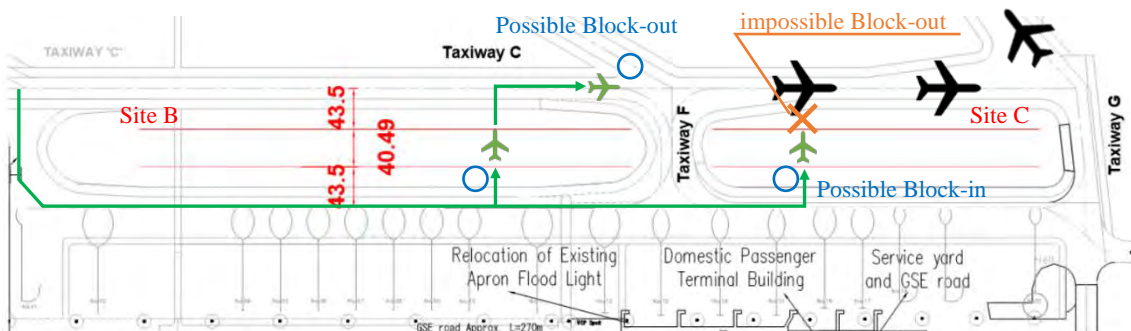 Possible Block-out
impossible Block-out
TAXIWAY "C"
Taxiway C
Site B
43.5
40.49
43.5
Taxiway F
Site C
Taxiway G
Possible Block-in
Relocation of Existing
Apron Flood Light
Domestic Passenger
Terminal Building
Service yard
and GSE road
GSE road Approx. L=270m
VIP Spot